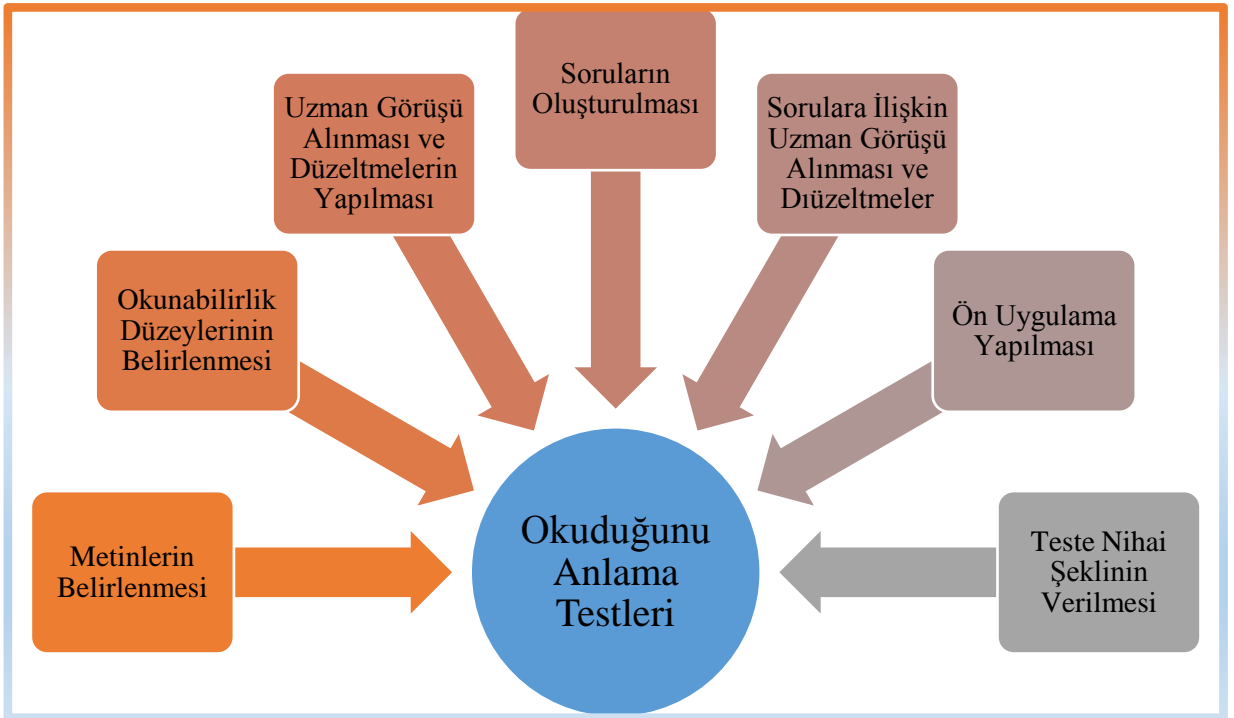 Metinlerin
Belirlenmesi
Okunabilirlik
Düzeylerinin
Belirlenmesi
Uzman Görüşü
Alınması ve
Düzeltmelerin
Yapılması
Soruların
Oluşturulması
Sorulara İlişkin
Uzman Görüşü
Alınması ve
Dıüzeltmeler
Ön Uygulama
Yapılması
Teste Nihai
Şeklinin
Verilmesi
Okuduğunu
Anlama
Testleri